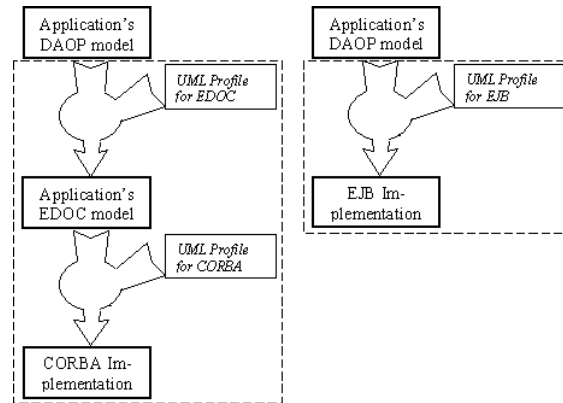 Application's
DAOP model
UML Profile
for EDOC
Application's
EDOC model
UML Profile
for CORBA
CORBA Im-
plementation
Application's
DAOP model
UML Profile
for EJB
EJB Im-
plementation